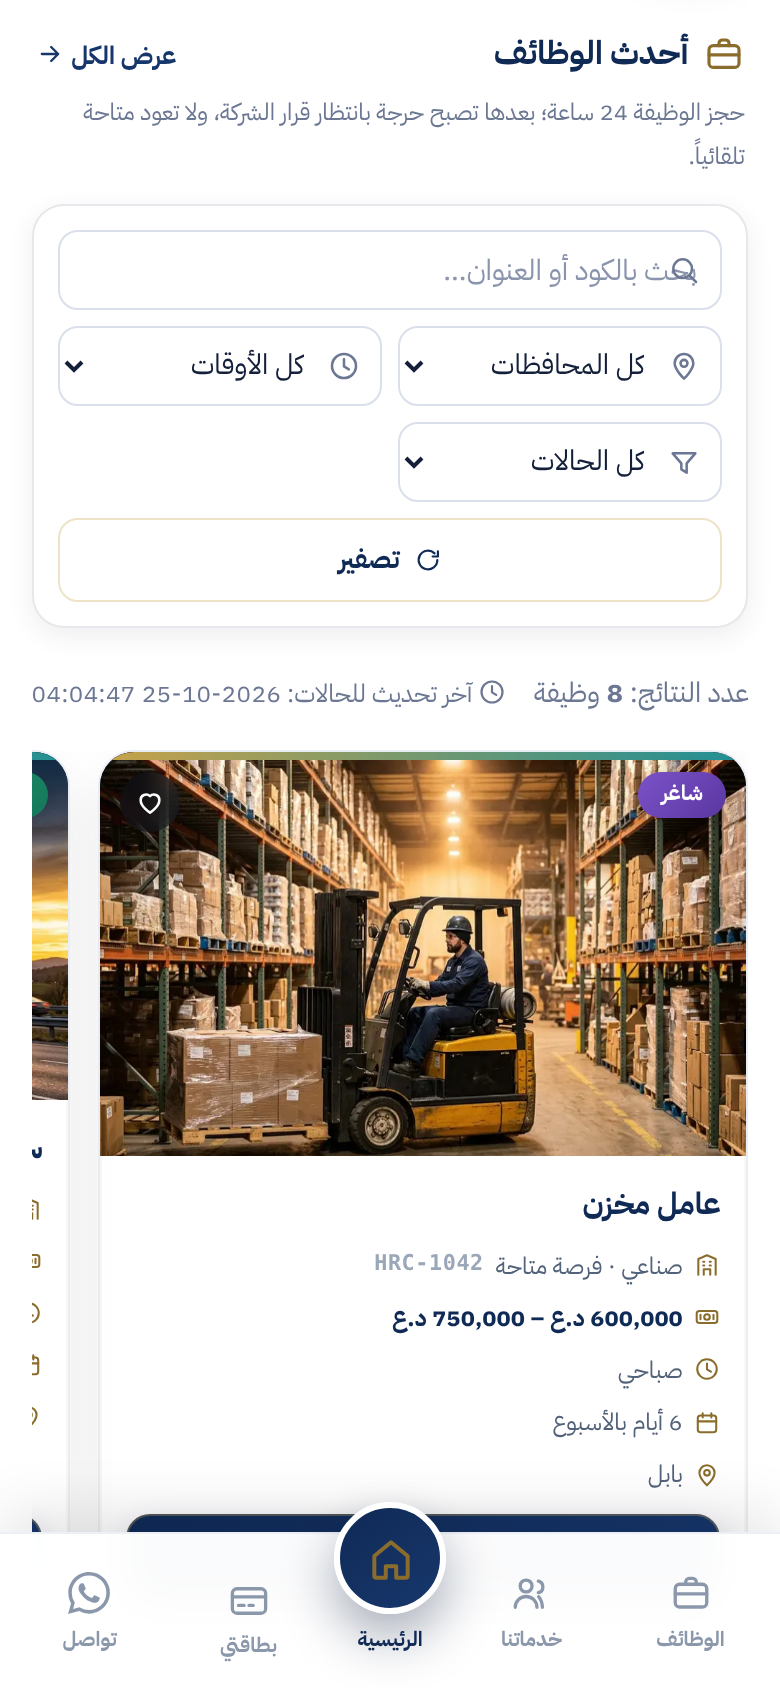 أحدث الوظائف
عرض الكل
حجز الوظيفة 24 ساعة؛ بعدها تصبح حرجة بانتظار قرار الشركة، ولا تعود متاحة
تلقائياً.
بحث بالكود أو العنوان...
كل المحافظات
كل الأوقات
كل الحالات
تصفير
عدد النتائج: 8 وظيفة
آخر تحديث للحالات: 2026-10-25 04:04:47
شاغر
عامل مخزن
صناعي · فرصة متاحة HRC-1042
600,000 د.ع – 750,000 د.ع
صباحي
6 أيام بالأسبوع
بابل
الوظائف
خدماتنا
الرئيسية
بطاقتي
تواصل